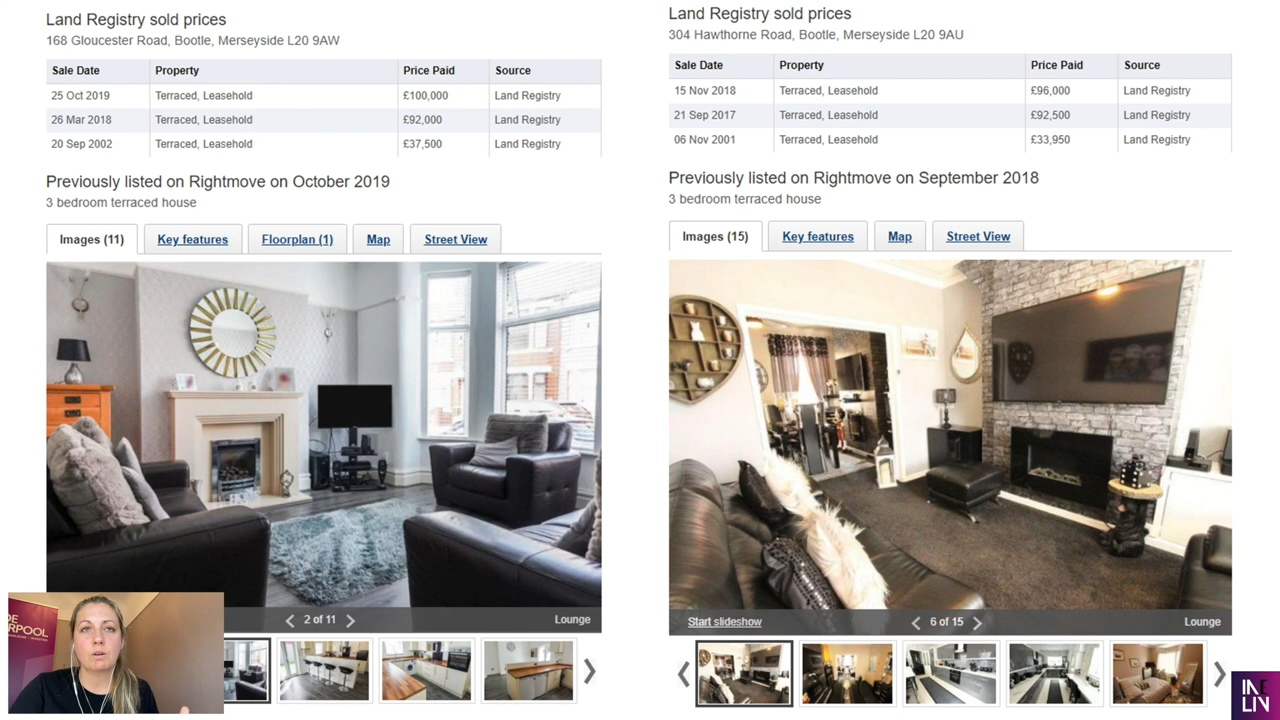 Land Registry sold prices
168 Gloucester Road, Bootle, Merseyside L20 9AW
Sale Date Property Price Paid Source
25 Oct 2019 Terraced, Leasehold £100,000 Land Registry
26 Mar 2018 Terraced, Leasehold £92,000 Land Registry
20 Sep 2002 Terraced, Leasehold £37,500 Land Registry
Previously listed on Rightmove on October 2019
3 bedroom terraced house
Images (11) Key features Floorplan (1) Map Street View
2 of 11
Lounge
Land Registry sold prices
304 Hawthorne Road, Bootle, Merseyside L20 9AU
Sale Date Property Price Paid Source
15 Nov 2018 Terraced, Leasehold £96,000 Land Registry
21 Sep 2017 Terraced, Leasehold £92,500 Land Registry
06 Nov 2001 Terraced, Leasehold £33,950 Land Registry
Previously listed on Rightmove on September 2018
3 bedroom terraced house
Images (15) Key features Map Street View
Start slideshow
6 of 15
Lounge